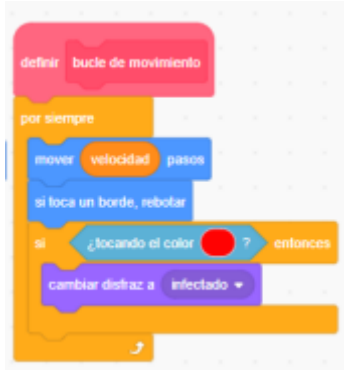 definir bucle de movimiento
por siempre
mover velocidad pasos
si toca un borde, rebotar
si ¿tocando el color ? entonces
cambiar disfraz a infectado